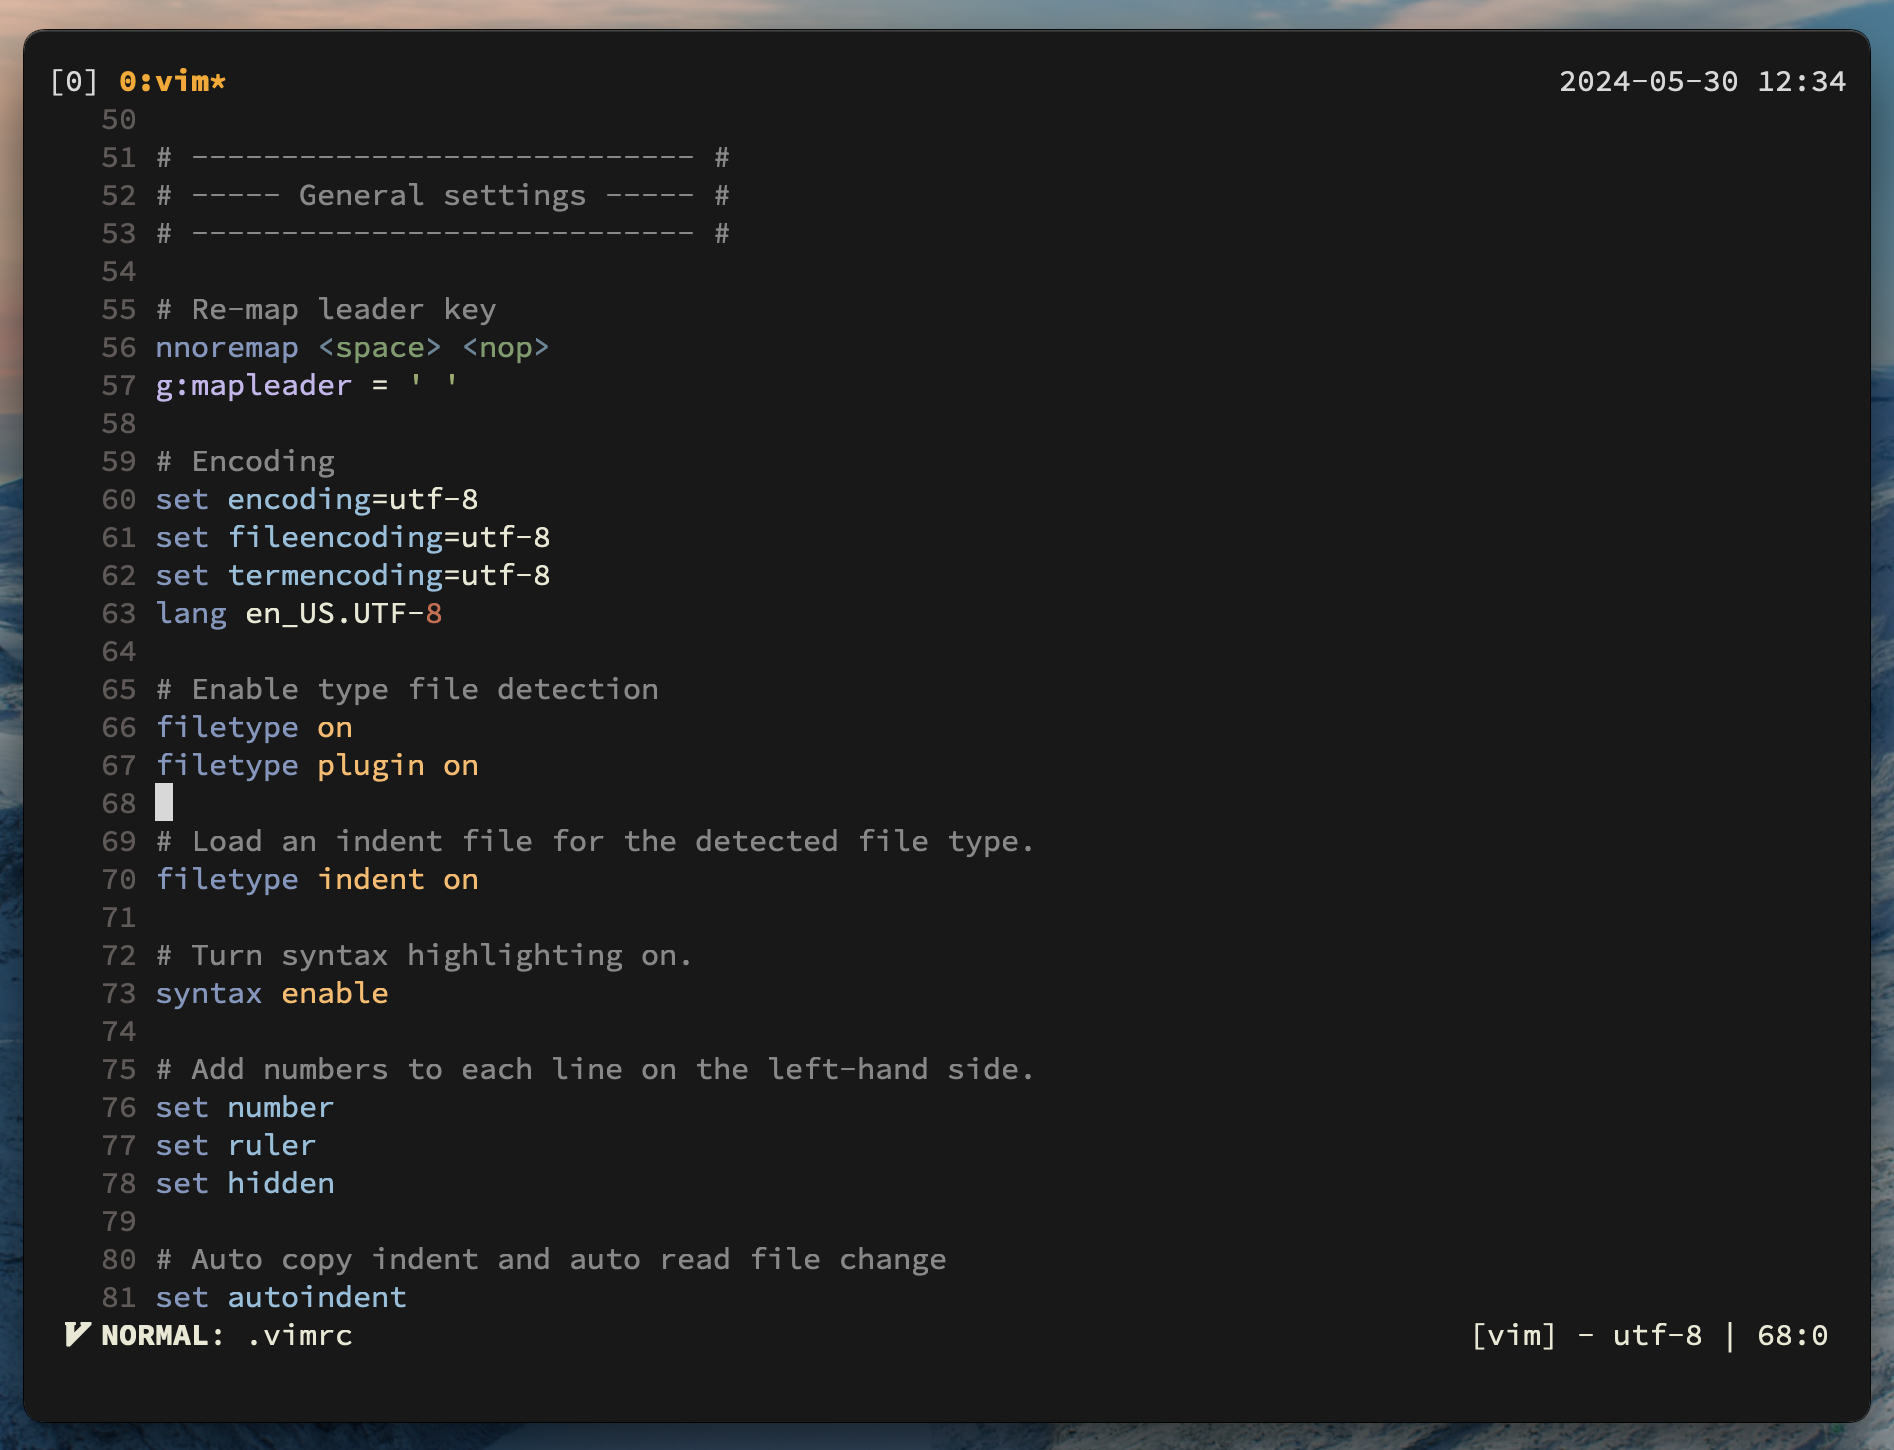 [0] 0:vim* 2024-05-30 12:34
50
51 # ---------------------------- #
52 # ----- General settings ----- #
53 # ---------------------------- #
54
55 # Re-map leader key
56 nnoremap <space> <nop>
57 g:mapleader = ' '
58
59 # Encoding
60 set encoding=utf-8
61 set fileencoding=utf-8
62 set termencoding=utf-8
63 lang en_US.UTF-8
64
65 # Enable type file detection
66 filetype on
67 filetype plugin on
68
69 # Load an indent file for the detected file type.
70 filetype indent on
71
72 # Turn syntax highlighting on.
73 syntax enable
74
75 # Add numbers to each line on the left-hand side.
76 set number
77 set ruler
78 set hidden
79
80 # Auto copy indent and auto read file change
81 set autoindent
NORMAL: .vimrc [vim] - utf-8 | 68:0